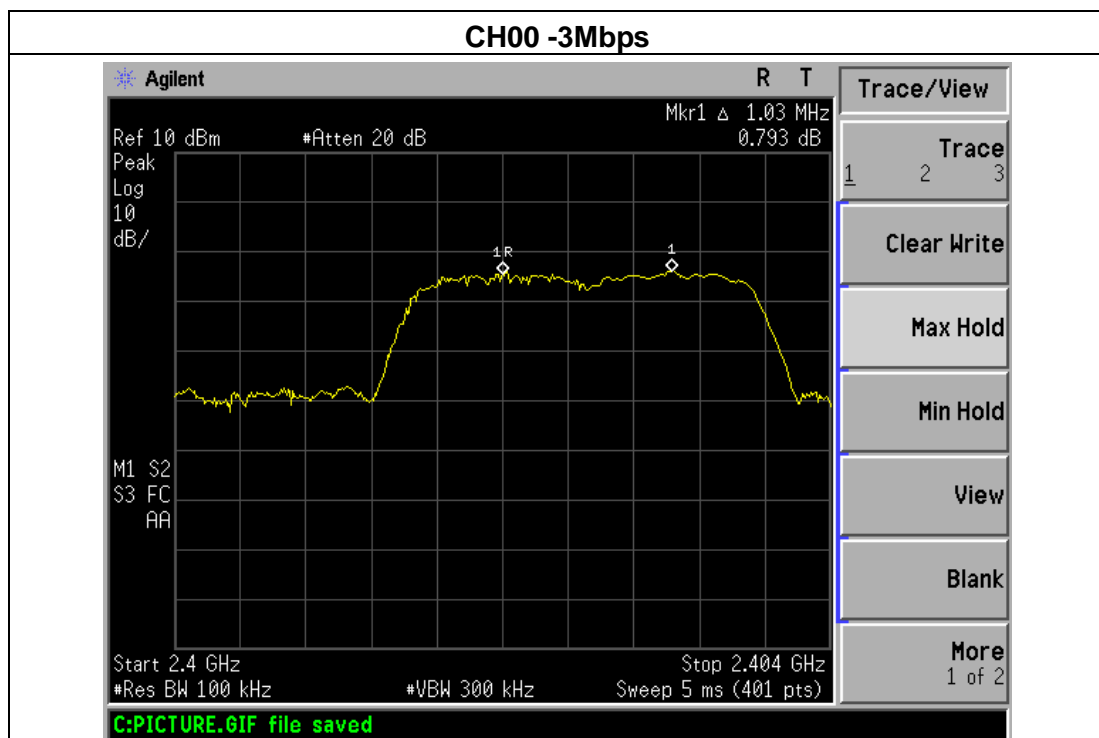 CH00 -3Mbps
Agilent R T
Mkr1 Δ 1.03 MHz
Ref 10 dBm #Atten 20 dB 0.793 dB
Peak
Log
10
dB/
1R 1
M1 S2
S3 FC
AA
Start 2.4 GHz Stop 2.404 GHz
#Res BW 100 kHz #VBW 300 kHz Sweep 5 ms (401 pts)
C:PICTURE.GIF file saved
Trace/View
Trace
1 2 3
Clear Write
Max Hold
Min Hold
View
Blank
More
1 of 2